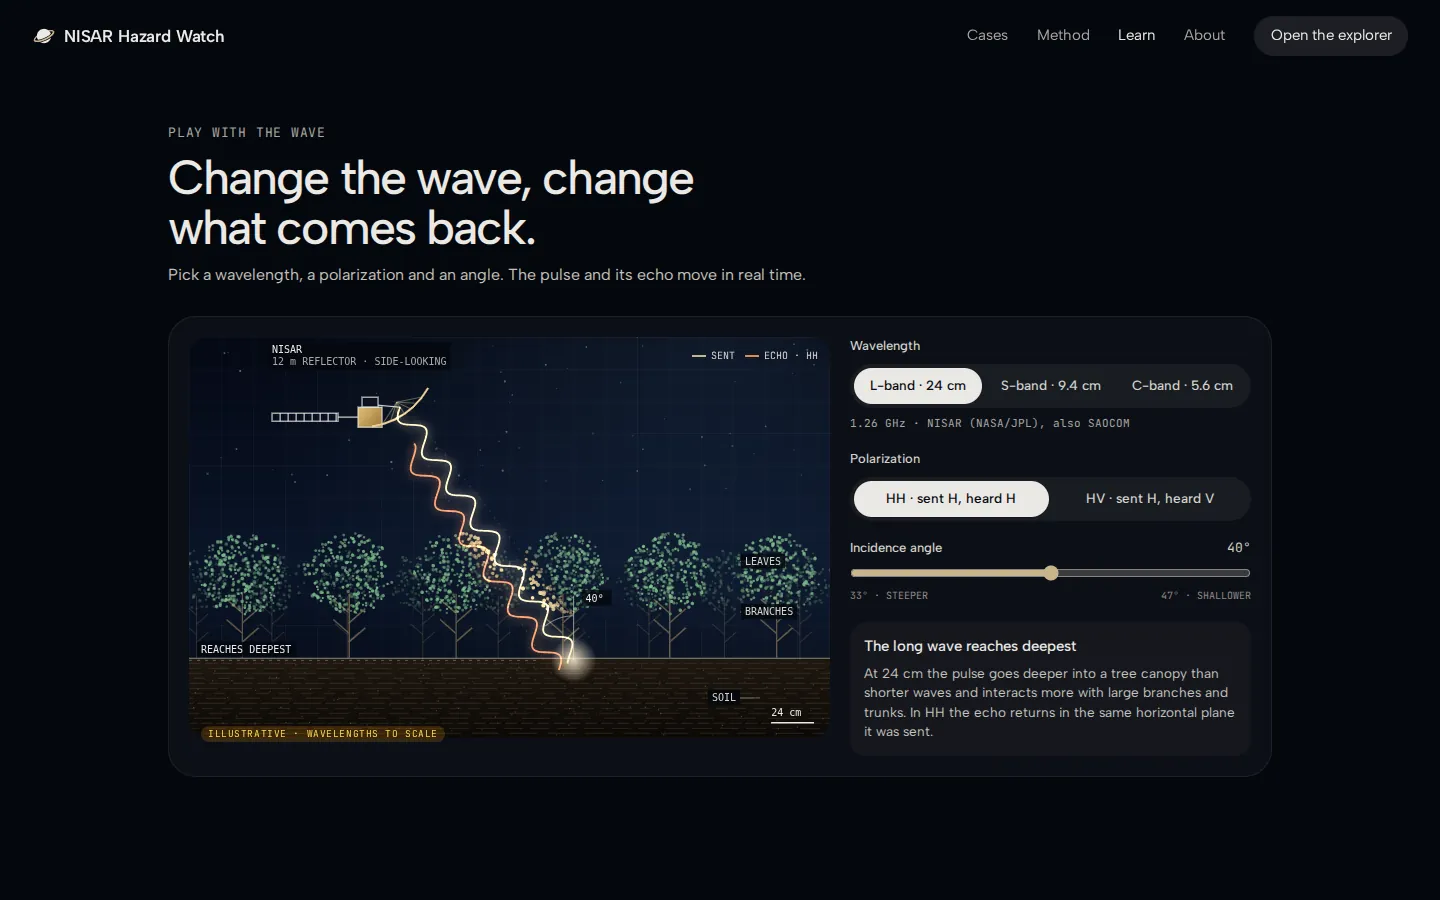 NISAR Hazard Watch
Cases
Method
Learn
About
Open the explorer
PLAY WITH THE WAVE
Change the wave, change
what comes back.
Pick a wavelength, a polarization and an angle. The pulse and its echo move in real time.
NISAR
12 m REFLECTOR · SIDE-LOOKING
SENT
ECHO · HH
LEAVES
40°
BRANCHES
REACHES DEEPEST
SOIL
24 cm
ILLUSTRATIVE · WAVELENGTHS TO SCALE
Wavelength
L-band · 24 cm
S-band · 9.4 cm
C-band · 5.6 cm
1.26 GHz · NISAR (NASA/JPL), also SAOCOM
Polarization
HH · sent H, heard H
HV · sent H, heard V
Incidence angle
40°
33° · STEEPER
47° · SHALLOWER
The long wave reaches deepest
At 24 cm the pulse goes deeper into a tree canopy than
shorter waves and interacts more with large branches and
trunks. In HH the echo returns in the same horizontal plane
it was sent.